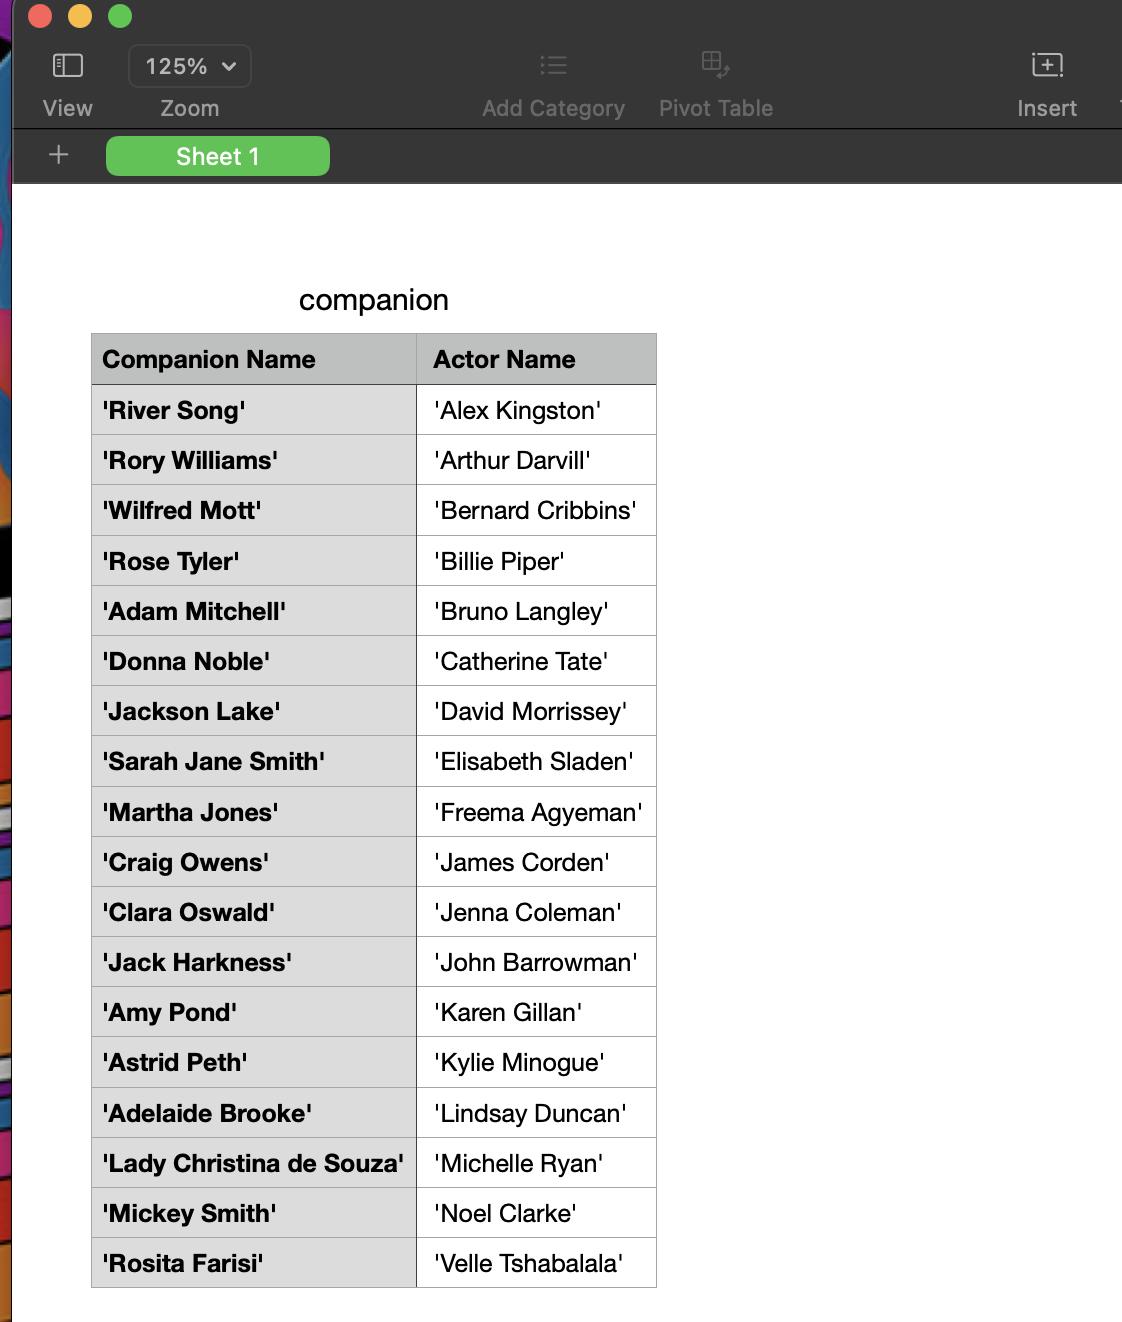 125%
View Zoom Add Category Pivot Table Insert
+ Sheet 1
companion
Companion Name Actor Name
'River Song' 'Alex Kingston'
'Rory Williams' 'Arthur Darvill'
'Wilfred Mott' 'Bernard Cribbins'
'Rose Tyler' 'Billie Piper'
'Adam Mitchell' 'Bruno Langley'
'Donna Noble' 'Catherine Tate'
'Jackson Lake' 'David Morrissey'
'Sarah Jane Smith' 'Elisabeth Sladen'
'Martha Jones' 'Freema Agyeman'
'Craig Owens' 'James Corden'
'Clara Oswald' 'Jenna Coleman'
'Jack Harkness' 'John Barrowman'
'Amy Pond' 'Karen Gillan'
'Astrid Peth' 'Kylie Minogue'
'Adelaide Brooke' 'Lindsay Duncan'
'Lady Christina de Souza' 'Michelle Ryan'
'Mickey Smith' 'Noel Clarke'
'Rosita Farisi' 'Velle Tshabalala'